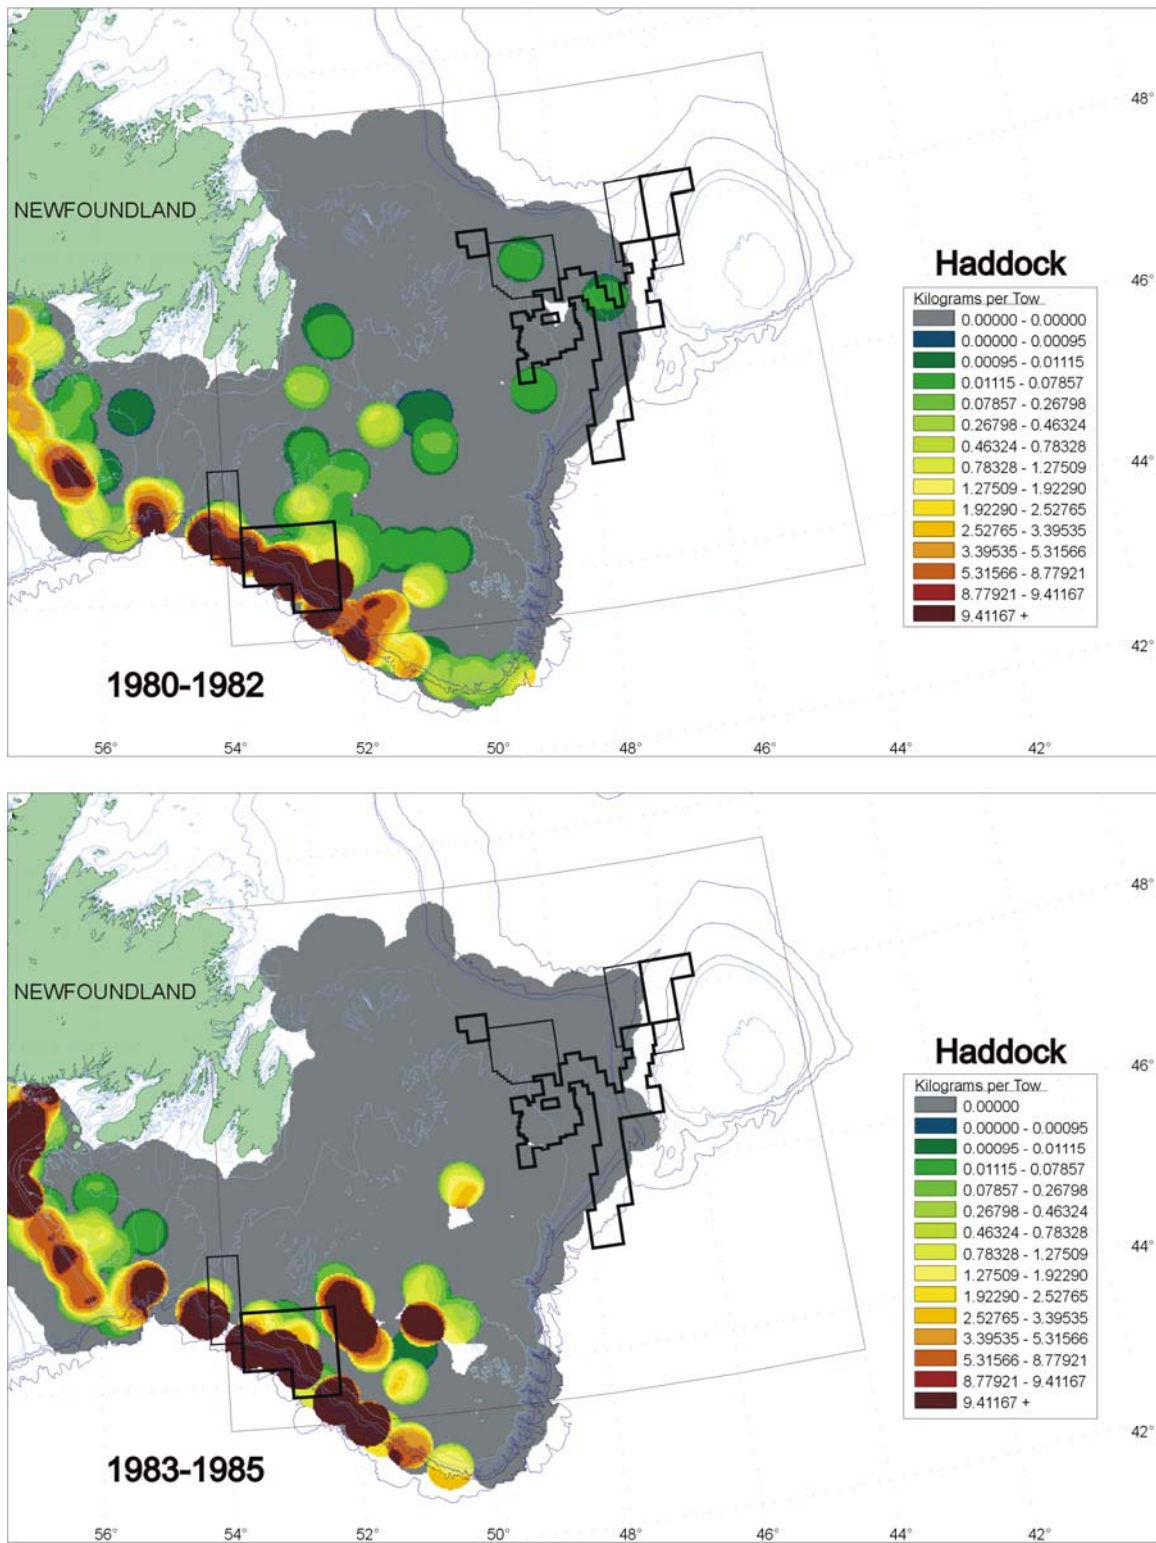 48°
NEWFOUNDLAND
46°
Haddock
Kilograms per Tow
0.00000 - 0.00000
0.00000 - 0.00095
0.00095 - 0.01115
0.01115 - 0.07857
0.07857 - 0.26798
0.26798 - 0.46324
0.46324 - 0.78328
0.78328 - 1.27509
1.27509 - 1.92290
1.92290 - 2.52765
2.52765 - 3.39535
3.39535 - 5.31566
5.31566 - 8.77921
8.77921 - 9.41167
9.41167 +
44°
42°
1980-1982
56° 54° 52° 50° 48° 46° 44° 42°
48°
NEWFOUNDLAND
46°
Haddock
Kilograms per Tow
0.00000
0.00000 - 0.00095
0.00095 - 0.01115
0.01115 - 0.07857
0.07857 - 0.26798
0.26798 - 0.46324
0.46324 - 0.78328
0.78328 - 1.27509
1.27509 - 1.92290
1.92290 - 2.52765
2.52765 - 3.39535
3.39535 - 5.31566
5.31566 - 8.77921
8.77921 - 9.41167
9.41167 +
44°
42°
1983-1985
56° 54° 52° 50° 48° 46° 44° 42°